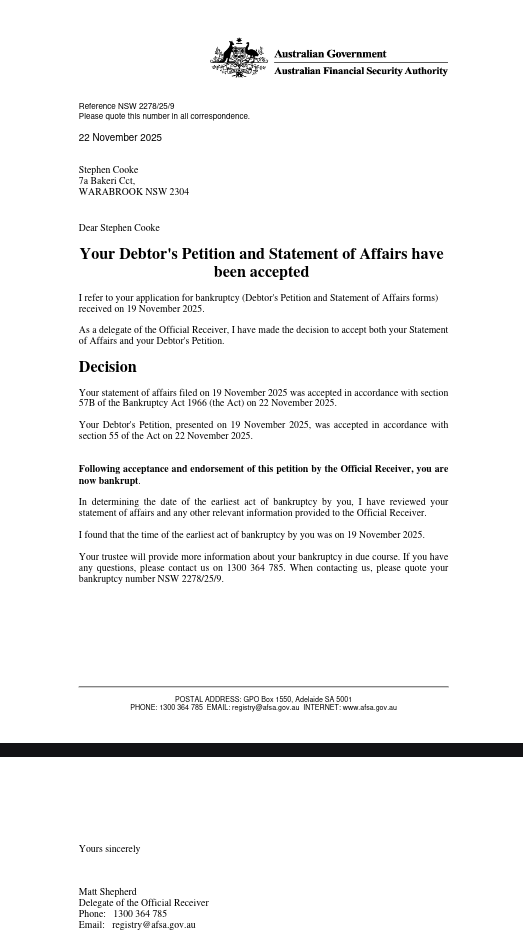 Australian Government
Australian Financial Security Authority
Reference NSW 2278/25/9
Please quote this number in all correspondence.
22 November 2025
Stephen Cooke
7a Bakeri Cct,
WARABROOK NSW 2304
Dear Stephen Cooke
Your Debtor's Petition and Statement of Affairs have
been accepted
I refer to your application for bankruptcy (Debtor's Petition and Statement of Affairs forms)
received on 19 November 2025.
As a delegate of the Official Receiver, I have made the decision to accept both your Statement
of Affairs and your Debtor's Petition.
Decision
Your statement of affairs filed on 19 November 2025 was accepted in accordance with section
57B of the Bankruptcy Act 1966 (the Act) on 22 November 2025.
Your Debtor's Petition, presented on 19 November 2025, was accepted in accordance with
section 55 of the Act on 22 November 2025.
Following acceptance and endorsement of this petition by the Official Receiver, you are
now bankrupt.
In determining the date of the earliest act of bankruptcy by you, I have reviewed your
statement of affairs and any other relevant information provided to the Official Receiver.
I found that the time of the earliest act of bankruptcy by you was on 19 November 2025.
Your trustee will provide more information about your bankruptcy in due course. If you have
any questions, please contact us on 1300 364 785. When contacting us, please quote your
bankruptcy number NSW 2278/25/9.
POSTAL ADDRESS: GPO Box 1550, Adelaide SA 5001
PHONE: 1300 364 785 EMAIL: registry@afsa.gov.au INTERNET: www.afsa.gov.au
Yours sincerely
Matt Shepherd
Delegate of the Official Receiver
Phone: 1300 364 785
Email: registry@afsa.gov.au